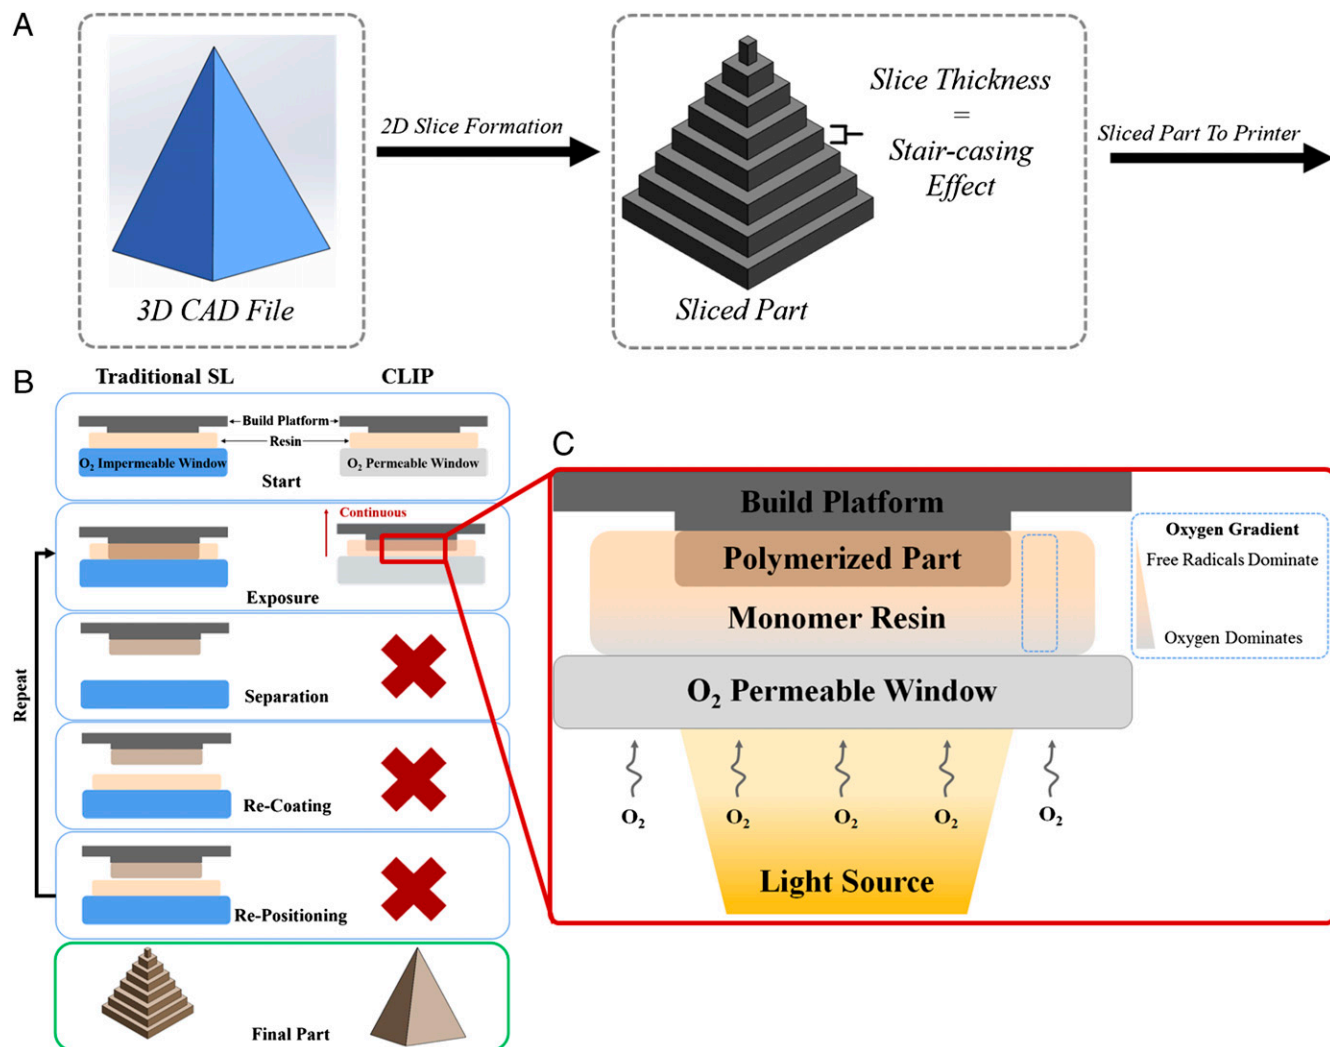 A
3D CAD File
2D Slice Formation
Sliced Part
Slice Thickness
=
Stair-casing
Effect
Sliced Part To Printer
B
Traditional SL
CLIP
Build Platform
Resin
O₂ Impermeable Window
O₂ Permeable Window
Start
Continuous
Exposure
Separation
Re-Coating
Re-Positioning
Repeat
Final Part
C
Build Platform
Polymerized Part
Monomer Resin
O₂ Permeable Window
O₂
O₂
O₂
O₂
O₂
Light Source
Oxygen Gradient
Free Radicals Dominate
Oxygen Dominates